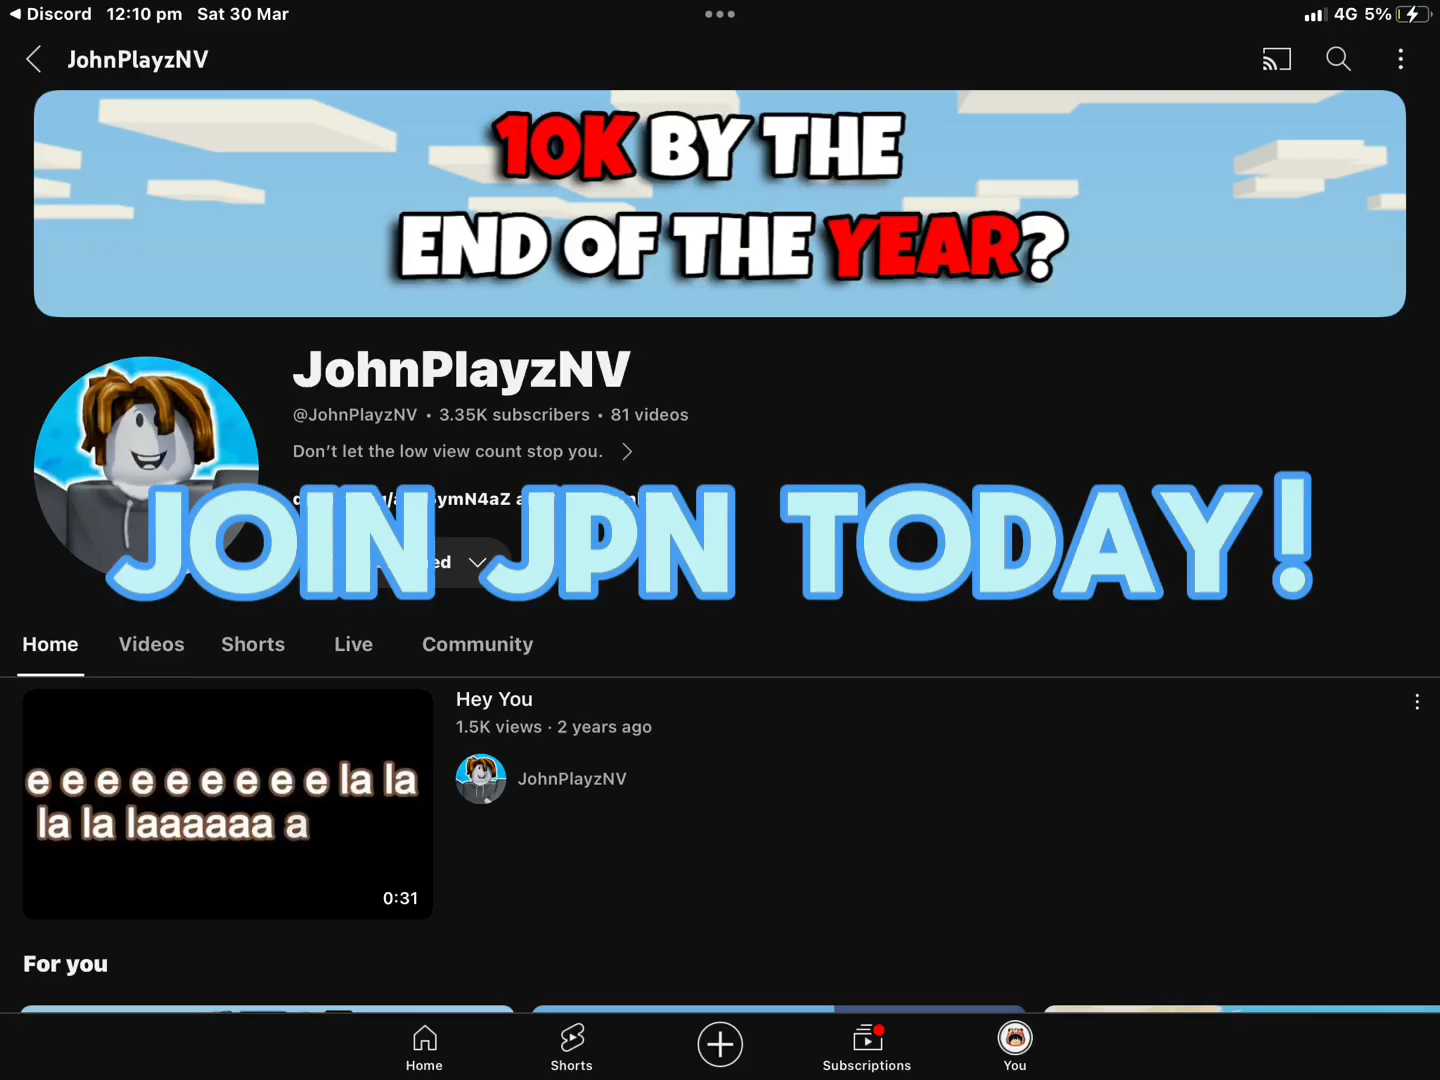 Discord 12:10 pm Sat 30 Mar 4G 5%
JohnPlayzNV
10K BY THE
END OF THE YEAR?
JohnPlayzNV
@JohnPlayzNV • 3.35K subscribers • 81 videos
Don't let the low view count stop you.
JOIN JPN TODAY!
Home Videos Shorts Live Community
Hey You
1.5K views · 2 years ago
JohnPlayzNV
e e e e e e e e e la la
la la laaaaaa a
0:31
For you
Home Shorts Subscriptions You